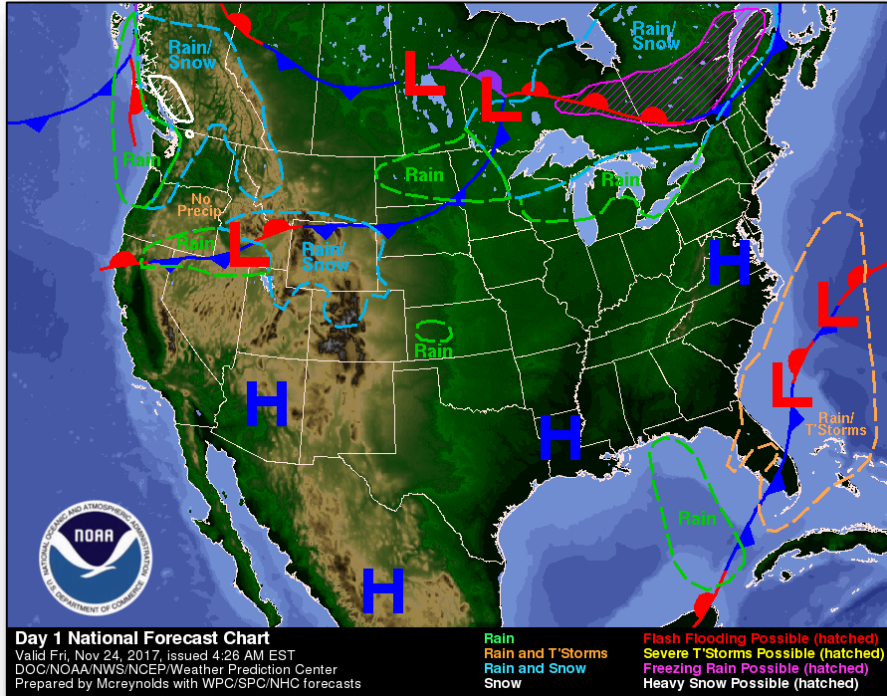 Rain/
Snow
Rain/
Snow
L
L
Rain
Rain
Rain
No
Precip
Rain
L
Rain/
Snow
H
L
Rain
L
H
H
Rain/
T'Storms
Rain
H
NATIONAL OCEANIC AND ATMOSPHERIC ADMINISTRATION
NOAA
U.S. DEPARTMENT OF COMMERCE
Day 1 National Forecast Chart
Valid Fri, Nov 24, 2017, issued 4:26 AM EST
DOC/NOAA/NWS/NCEP/Weather Prediction Center
Prepared by Mcreynolds with WPC/SPC/NHC forecasts
Rain
Rain and T'Storms
Rain and Snow
Snow
Flash Flooding Possible (hatched)
Severe T'Storms Possible (hatched)
Freezing Rain Possible (hatched)
Heavy Snow Possible (hatched)